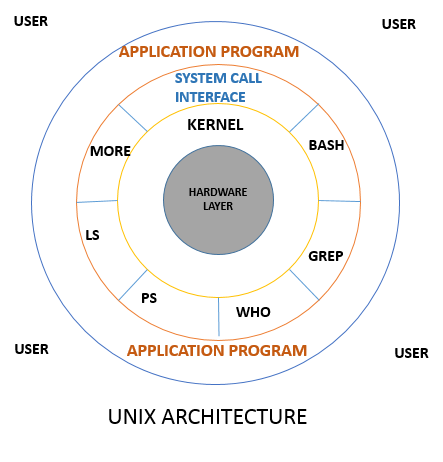 USER
USER
APPLICATION PROGRAM
SYSTEM CALL
INTERFACE
KERNEL
MORE
BASH
HARDWARE
LAYER
LS
GREP
PS
WHO
USER
APPLICATION PROGRAM
USER
UNIX ARCHITECTURE